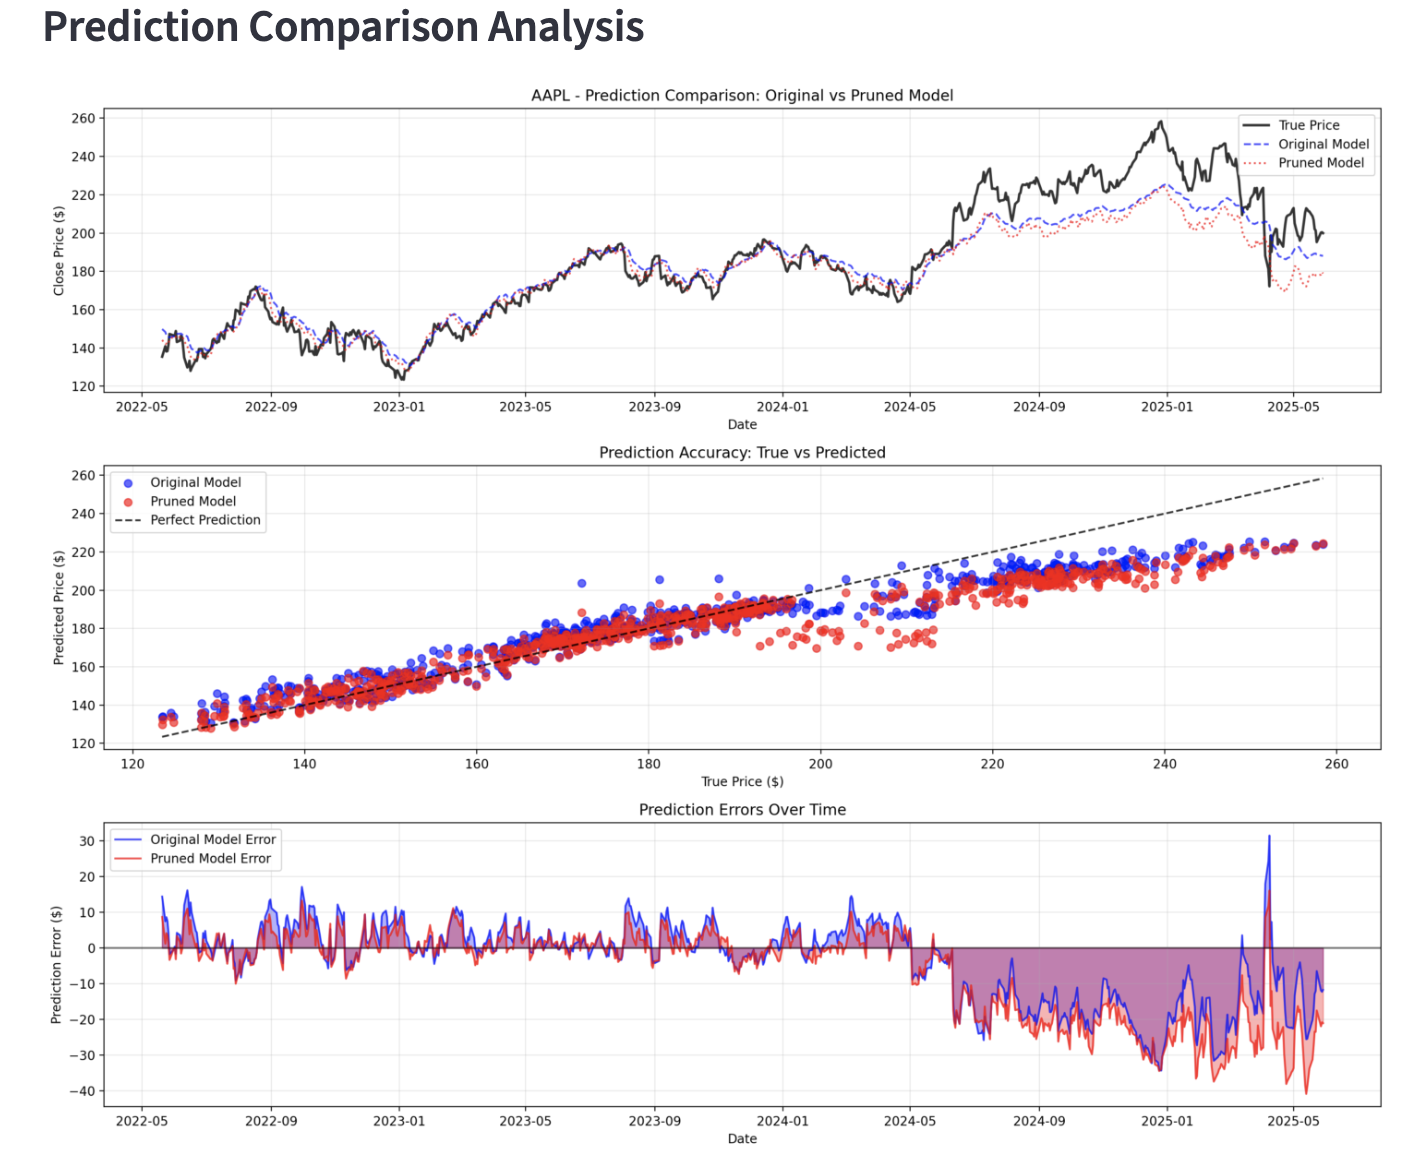 Prediction Comparison Analysis
AAPL - Prediction Comparison: Original vs Pruned Model
Close Price ($)
260
240
220
200
180
160
140
120
True Price
Original Model
Pruned Model
2022-05
2022-09
2023-01
2023-05
2023-09
2024-01
2024-05
2024-09
2025-01
2025-05
Date
Prediction Accuracy: True vs Predicted
Predicted Price ($)
260
240
220
200
180
160
140
120
Original Model
Pruned Model
Perfect Prediction
120
140
160
180
200
220
240
260
True Price ($)
Prediction Errors Over Time
Prediction Error ($)
30
20
10
0
−10
−20
−30
−40
Original Model Error
Pruned Model Error
2022-05
2022-09
2023-01
2023-05
2023-09
2024-01
2024-05
2024-09
2025-01
2025-05
Date